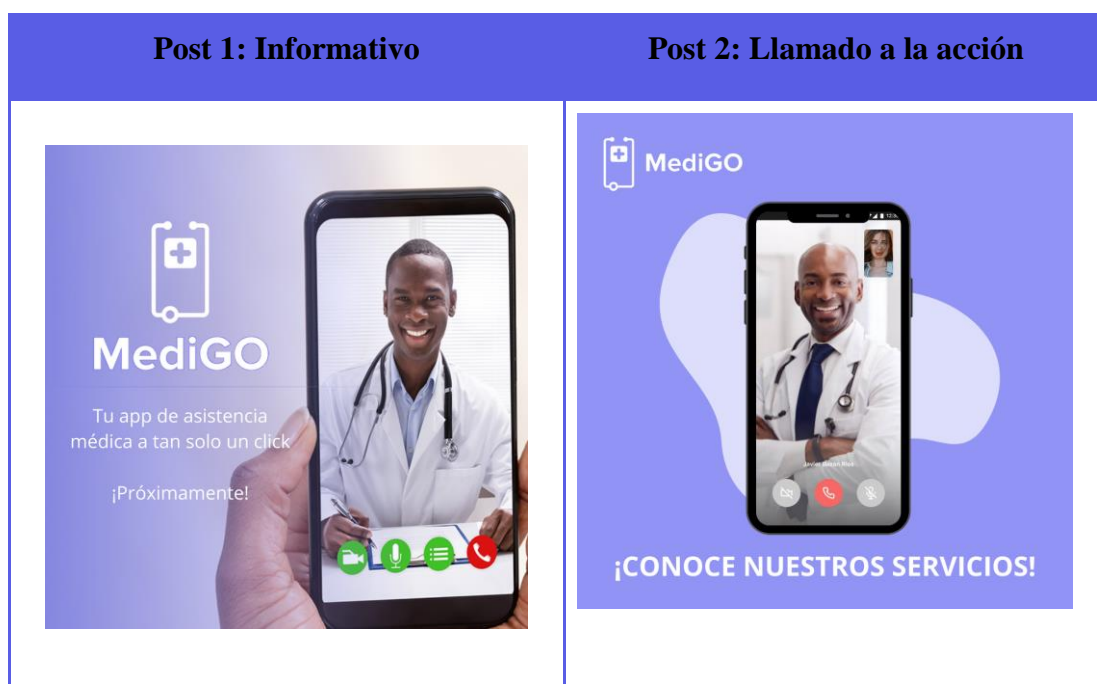 Post 1: Informativo
Post 2: Llamado a la acción
MediGO
Tu app de asistencia
médica a tan solo un click
¡Próximamente!
MediGO
¡CONOCE NUESTROS SERVICIOS!